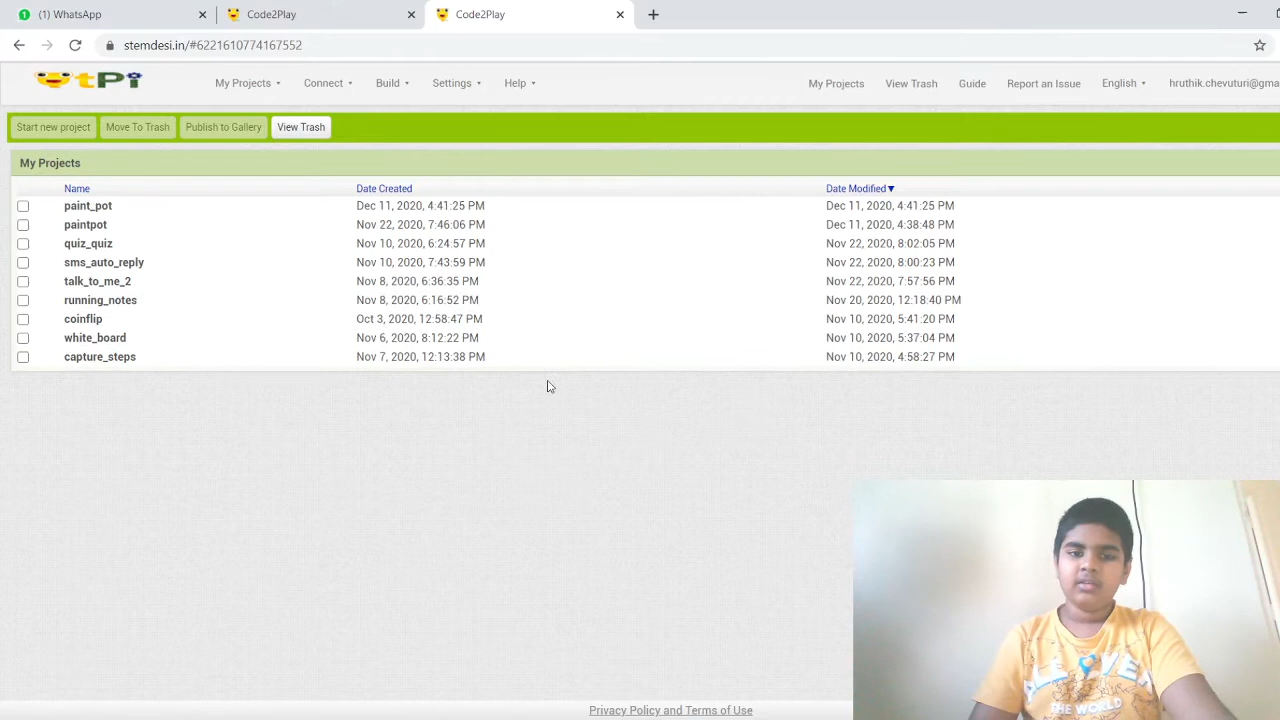 (1) WhatsApp Code2Play Code2Play
stemdesi.in/#6221610774167552
tPi My Projects Connect Build Settings Help My Projects View Trash Guide Report an Issue English hruthik.chevuturi@gma
Start new project Move To Trash Publish to Gallery View Trash
My Projects
Name Date Created Date Modified
paint_pot Dec 11, 2020, 4:41:25 PM Dec 11, 2020, 4:41:25 PM
paintpot Nov 22, 2020, 7:46:06 PM Dec 11, 2020, 4:38:48 PM
quiz_quiz Nov 10, 2020, 6:24:57 PM Nov 22, 2020, 8:02:05 PM
sms_auto_reply Nov 10, 2020, 7:43:59 PM Nov 22, 2020, 8:00:23 PM
talk_to_me_2 Nov 8, 2020, 6:36:35 PM Nov 22, 2020, 7:57:56 PM
running_notes Nov 8, 2020, 6:16:52 PM Nov 20, 2020, 12:18:40 PM
coinflip Oct 3, 2020, 12:58:47 PM Nov 10, 2020, 5:41:20 PM
white_board Nov 6, 2020, 8:12:22 PM Nov 10, 2020, 5:37:04 PM
capture_steps Nov 7, 2020, 12:13:38 PM Nov 10, 2020, 4:58:27 PM
THE WORLD
Privacy Policy and Terms of Use